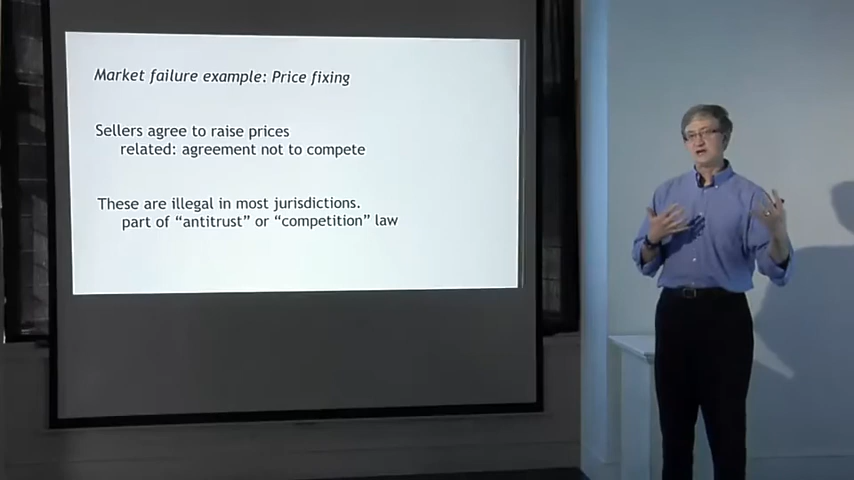 Market failure example: Price fixing
Sellers agree to raise prices
related: agreement not to compete
These are illegal in most jurisdictions.
part of “antitrust” or “competition” law